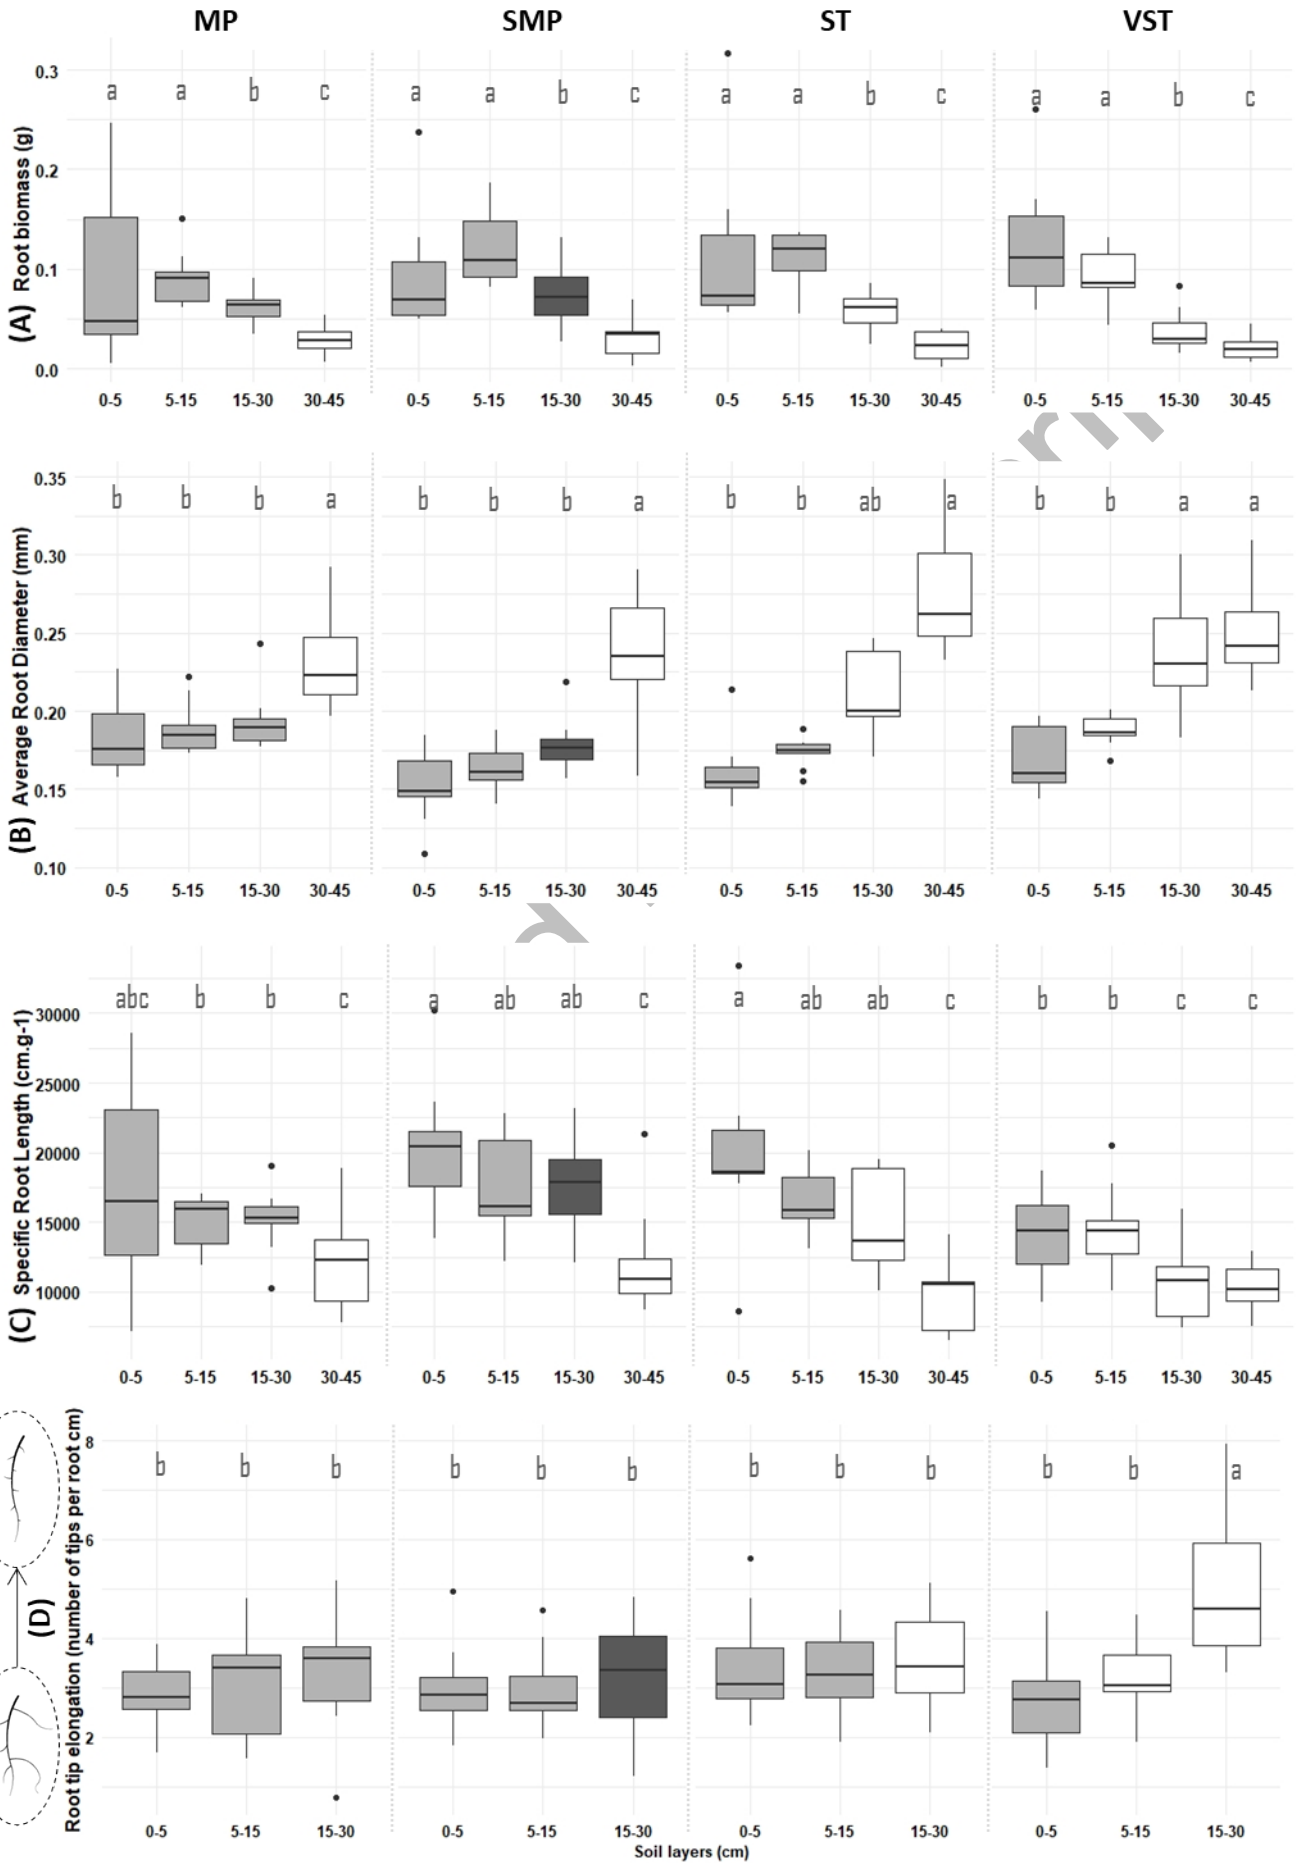 MP SMP ST VST
(A) Root biomass (g)
0.3
0.2
0.1
0.0
a a b c a a b c a a b c a a b c
0-5 5-15 15-30 30-45 0-5 5-15 15-30 30-45 0-5 5-15 15-30 30-45 0-5 5-15 15-30 30-45
(B) Average Root Diameter (mm)
0.35
0.30
0.25
0.20
0.15
0.10
b b b a b b b a b b ab a b b a a
0-5 5-15 15-30 30-45 0-5 5-15 15-30 30-45 0-5 5-15 15-30 30-45 0-5 5-15 15-30 30-45
(C) Specific Root Length (cm.g-1)
abc b b c a ab ab c a ab ab c b b c c
30000
25000
20000
15000
10000
0-5 5-15 15-30 30-45 0-5 5-15 15-30 30-45 0-5 5-15 15-30 30-45 0-5 5-15 15-30 30-45
(D) Root tip elongation (number of tips per root cm)
8
6
4
2
b b b b b b b b b b b a
0-5 5-15 15-30 0-5 5-15 15-30 0-5 5-15 15-30 0-5 5-15 15-30
Soil layers (cm)